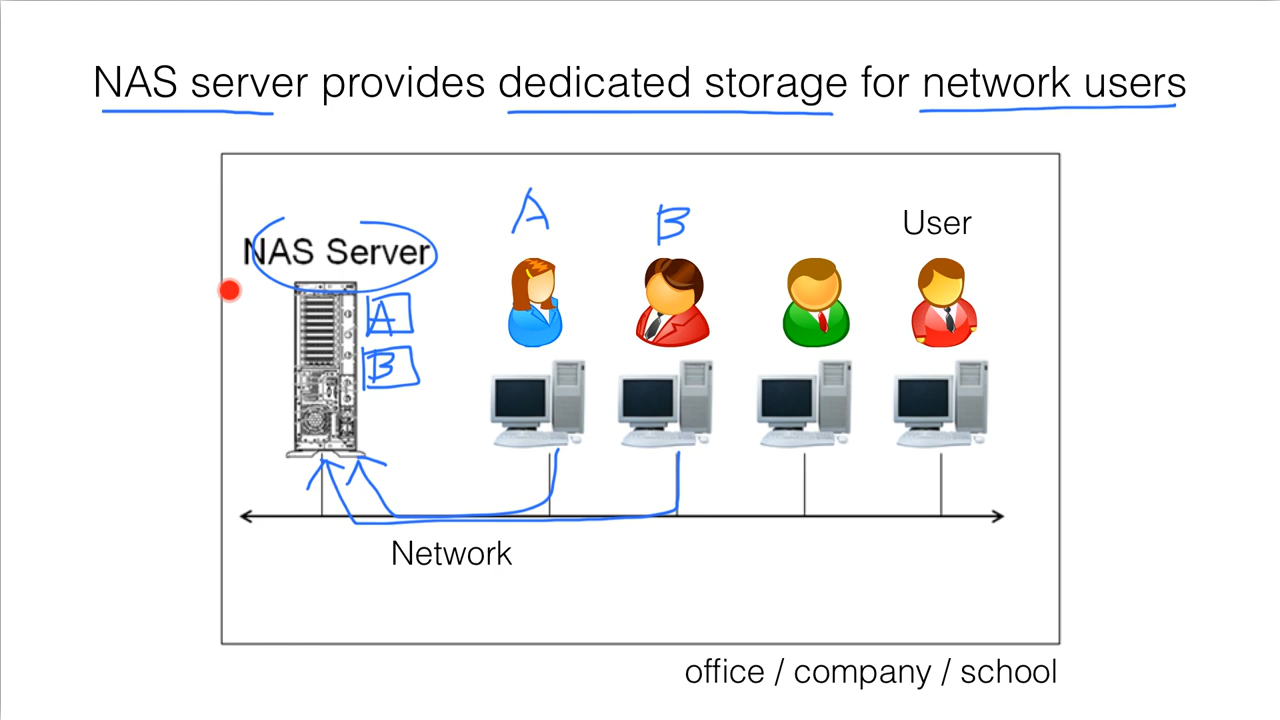 NAS server provides dedicated storage for network users
A
B
User
NAS Server
A
B
Network
office / company / school